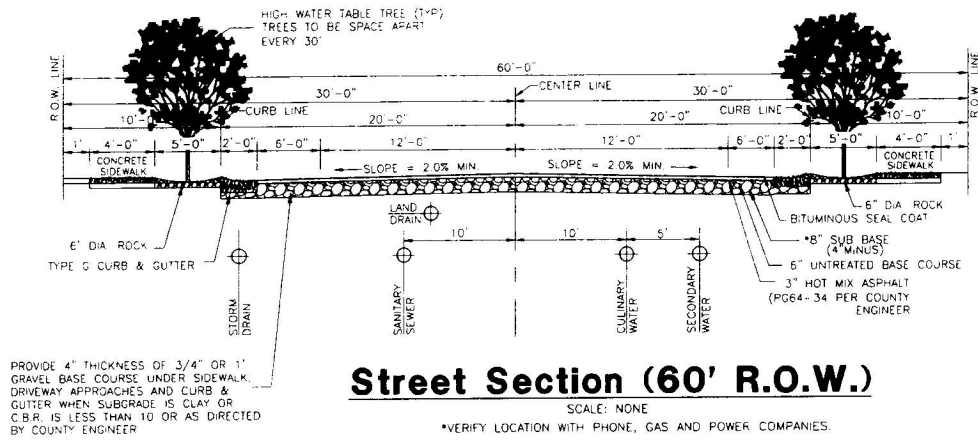 HIGH WATER TABLE TREE (TYP)
TREES TO BE SPACE APART
EVERY 30'
R.O.W. LINE
R.O.W. LINE
60'-0"
30'-0"
CENTER LINE
30'-0"
CURB LINE
CURB LINE
10'-0"
20'-0"
20'-0"
10'-0"
1'
4'-0"
5'-0"
2'-0"
6'-0"
12'-0"
12'-0"
6'-0"
2'-0"
5'-0"
4'-0"
1'
CONCRETE
SIDEWALK
SLOPE = 2.0% MIN
SLOPE = 2.0% MIN
CONCRETE
SIDEWALK
LAND
DRAIN
6' DIA ROCK
TYPE G CURB & GUTTER
10'
10'
5'
6" DIA ROCK
BITUMINOUS SEAL COAT
*8" SUB BASE
(4"MINUS)
6" UNTREATED BASE COURSE
3" HOT MIX ASPHALT
(PG64-34 PER COUNTY
ENGINEER
STORM
DRAIN
SANITARY
SEWER
CULINARY
WATER
SECONDARY
WATER
PROVIDE 4" THICKNESS OF 3/4" OR 1'
GRAVEL BASE COURSE UNDER SIDEWALK,
DRIVEWAY APPROACHES AND CURB &
GUTTER WHEN SUBGRADE IS CLAY OR
C.B.R. IS LESS THAN 10 OR AS DIRECTED
BY COUNTY ENGINEER
Street Section (60' R.O.W.)
SCALE: NONE
*VERIFY LOCATION WITH PHONE, GAS AND POWER COMPANIES.